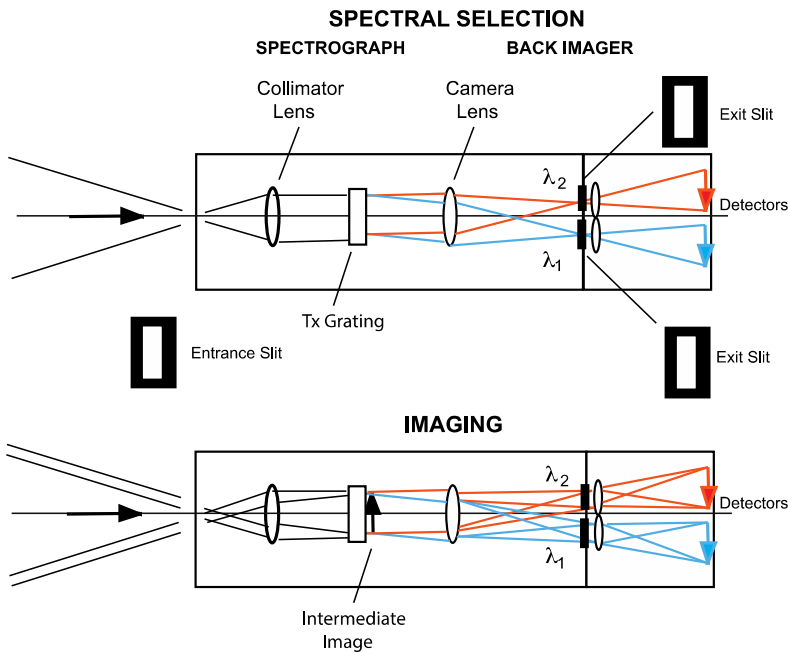 SPECTRAL SELECTION
SPECTROGRAPH
BACK IMAGER
Collimator
Lens
Camera
Lens
Exit Slit
λ2
Detectors
λ1
Tx Grating
Entrance Slit
Exit Slit
IMAGING
λ2
Detectors
λ1
Intermediate
Image